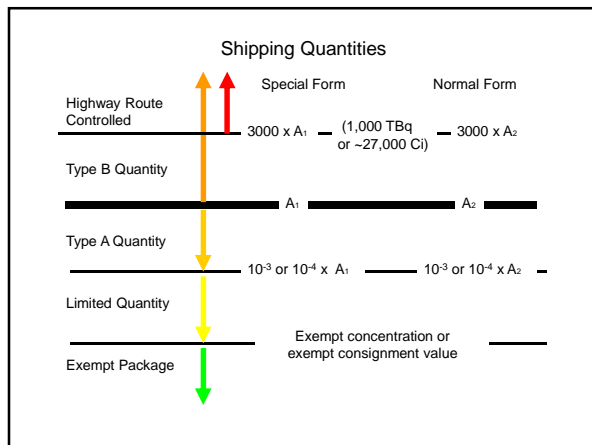 Shipping Quantities
Special Form Normal Form
Highway Route
Controlled
3000 x A₁ (1,000 TBq
or ~27,000 Ci) 3000 x A₂
Type B Quantity
A₁ A₂
Type A Quantity
10⁻³ or 10⁻⁴ x A₁ 10⁻³ or 10⁻⁴ x A₂
Limited Quantity
Exempt concentration or
exempt consignment value
Exempt Package